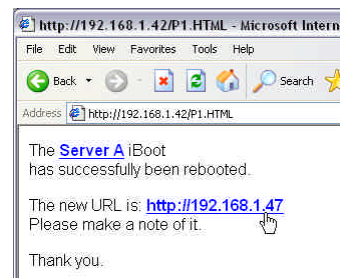 http://192.168.1.42/P1.HTML - Microsoft Intern
File Edit View Favorites Tools Help
Back Search
Address http://192.168.1.42/P1.HTML
The Server A iBoot
has successfully been rebooted.
The new URL is: http://192.168.1.47
Please make a note of it.
Thank you.